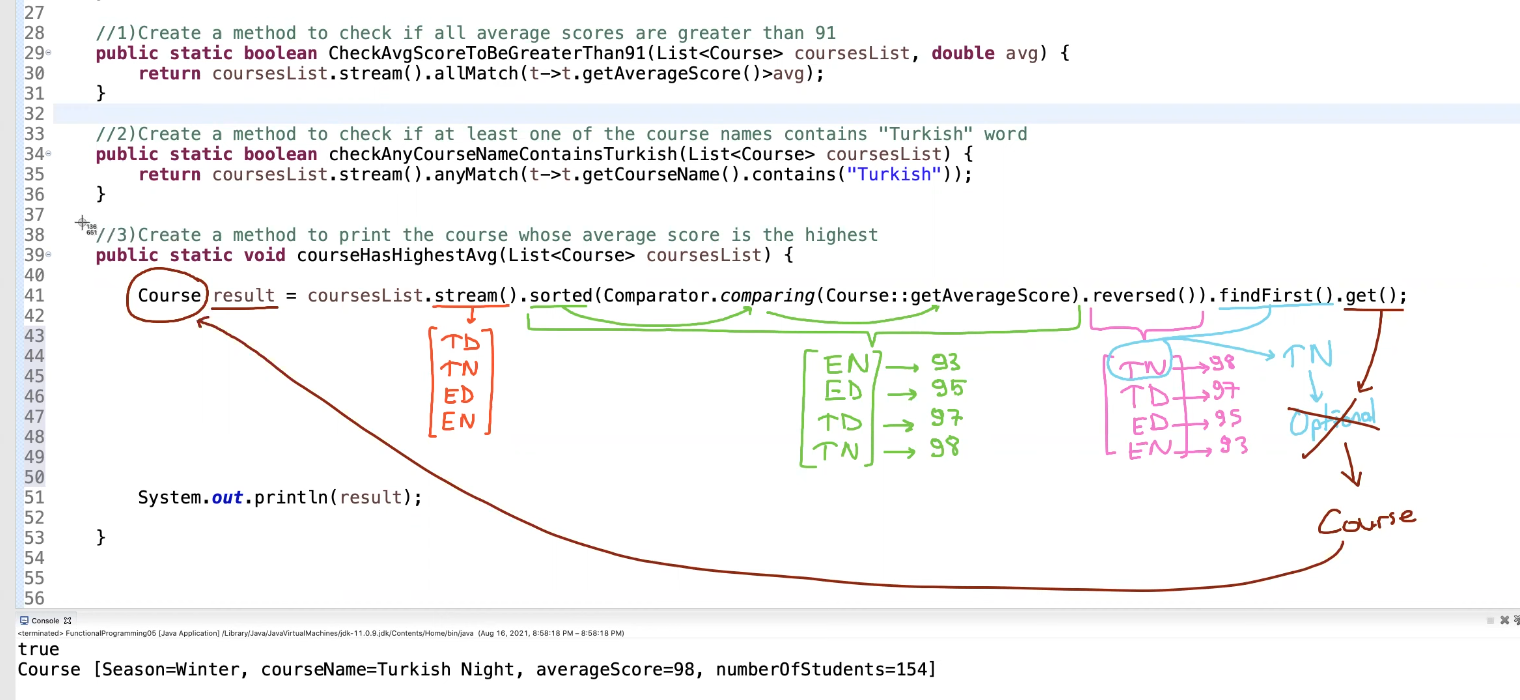 27
28 //1)Create a method to check if all average scores are greater than 91
29 public static boolean CheckAvgScoreToBeGreaterThan91(List<Course> coursesList, double avg) {
30 return coursesList.stream().allMatch(t->t.getAverageScore()>avg);
31 }
32
33 //2)Create a method to check if at least one of the course names contains "Turkish" word
34 public static boolean checkAnyCourseNameContainsTurkish(List<Course> coursesList) {
35 return coursesList.stream().anyMatch(t->t.getCourseName().contains("Turkish"));
36 }
37
38 //3)Create a method to print the course whose average score is the highest
39 public static void courseHasHighestAvg(List<Course> coursesList) {
40
41 Course result = coursesList.stream().sorted(Comparator.comparing(Course::getAverageScore).reversed()).findFirst().get();
42
43
44
45
46
47
48
49
50
51 System.out.println(result);
52
53 }
54
55
56
TD
TN
ED
EN
EN → 93
ED → 95
TD → 97
TN → 98
TN → 98
TD → 97
ED → 95
EN → 93
TN
Optional
Course
136
661
Console
<terminated> FunctionalProgramming05 [Java Application] /Library/Java/JavaVirtualMachines/jdk-11.0.9.jdk/Contents/Home/bin/java (Aug 16, 2021, 8:58:18 PM – 8:58:18 PM)
true
Course [Season=Winter, courseName=Turkish Night, averageScore=98, numberOfStudents=154]